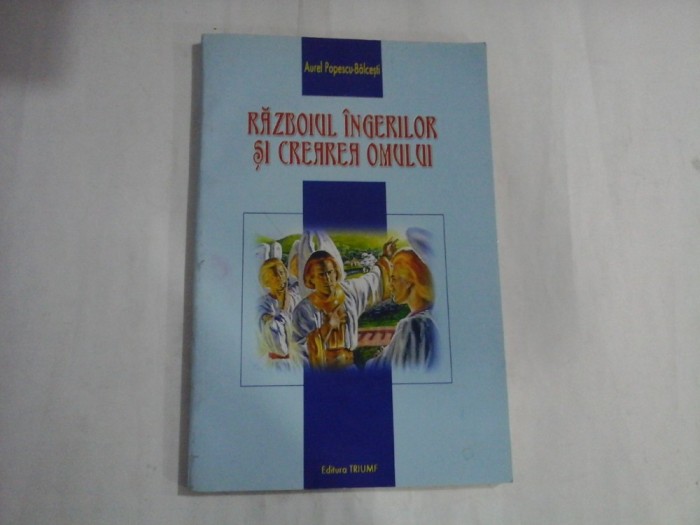 Aurel Popescu-Bălcești
RĂZBOIUL ÎNGERILOR
ȘI CREAREA OMULUI
Editura TRIUMF